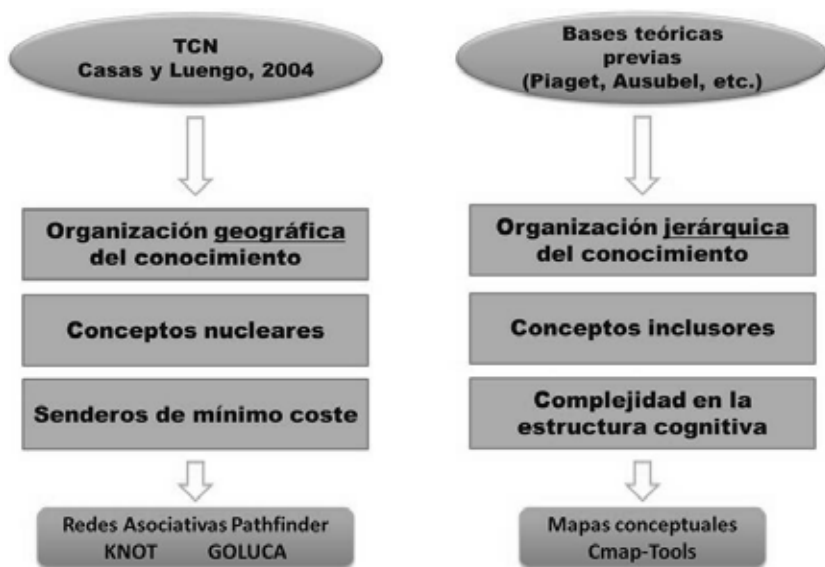 TCN
Casas y Luengo, 2004
Organización geográfica
del conocimiento
Conceptos nucleares
Senderos de mínimo coste
Redes Asociativas Pathfinder
KNOT GOLUCA
Bases teóricas
previas
(Piaget, Ausubel, etc.)
Organización jerárquica
del conocimiento
Conceptos inclusores
Complejidad en la
estructura cognitiva
Mapas conceptuales
Cmap-Tools